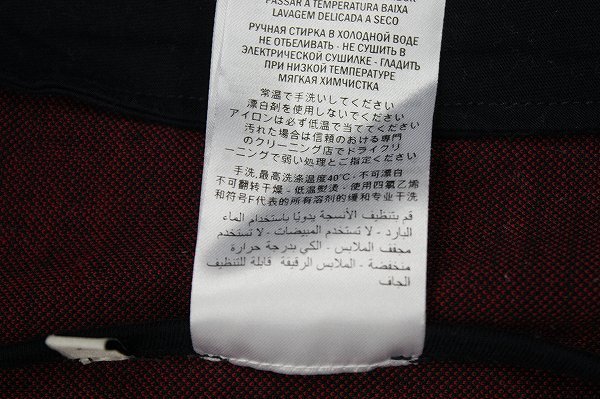 PASSAR A TEMPERATURA BAIXA
LAVAGEM DELICADA A SECO
РУЧНАЯ СТИРКА В ХОЛОДНОЙ ВОДЕ
НЕ ОТБЕЛИВАТЬ - НЕ СУШИТЬ В
ЭЛЕКТРИЧЕСКОЙ СУШИЛКЕ - ГЛАДИТЬ
ПРИ НИЗКОЙ ТЕМПЕРАТУРЕ
МЯГКАЯ ХИМЧИСТКА
常温で手洗いしてください
漂白剤を使用しないでください
アイロンは必ず低温で当ててください
汚れた場合は信頼のおける専門
のクリーニング店でドライクリ
ーニングで弱い処理とご指定ください
手洗,最高洗涤温度40°C · 不可漂白
不可翻转干燥 - 低温熨烫 · 使用四氯乙烯
和符号F代表的所有溶剂的缓和专业干洗
قم بتنظيف الأنسجة يدويًا باستخدام الماء
البارد - لا تستخدم المبيضات - لا تستخدم
مجفف الملابس - الكي بدرجة حرارة
منخفضة - الملابس الرقيقة قابلة للتنظيف
الجاف